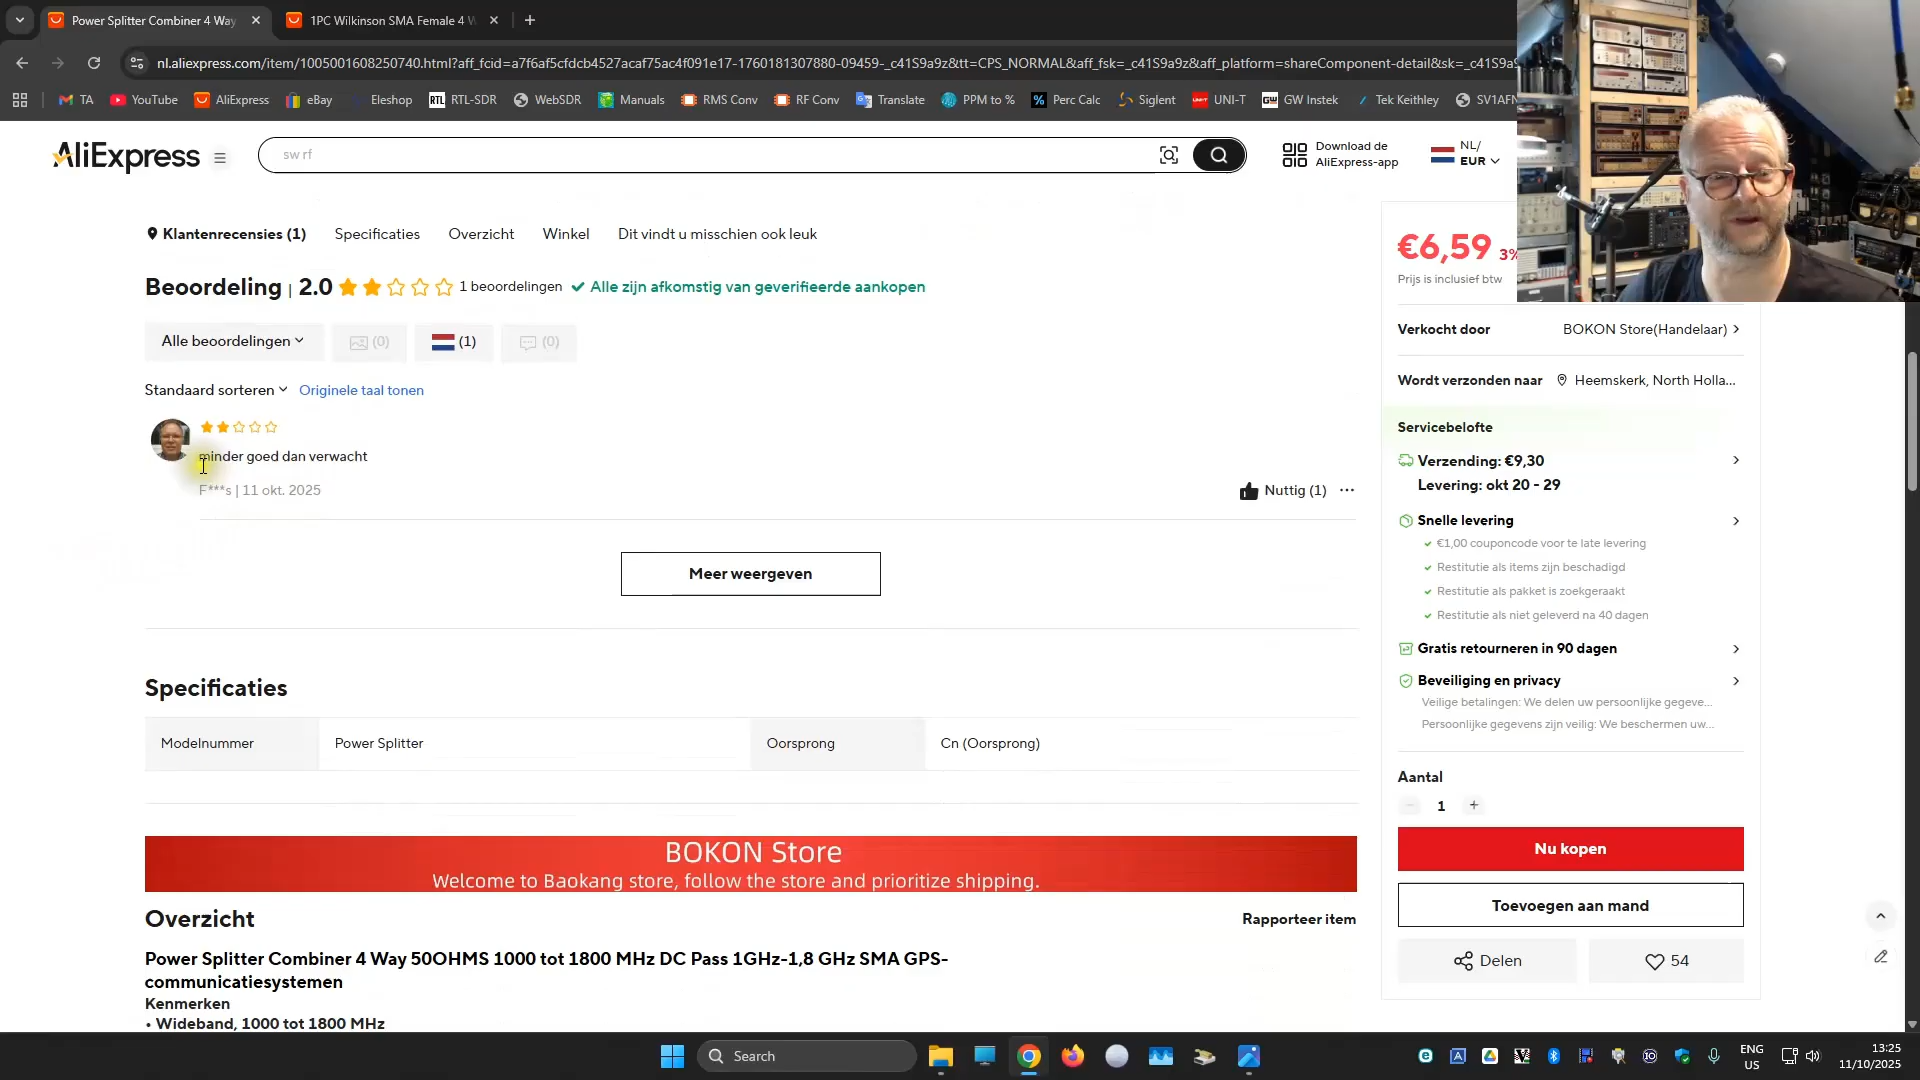 Power Splitter Combiner 4 Way
1PC Wilkinson SMA Female 4 W
nl.aliexpress.com/item/1005001608250740.html?aff_fcid=a7f6af5cfdcb4527acaf75ac4f091e17-1760181307880-09459-_c41S9a9z&tt=CPS_NORMAL&aff_fsk=_c41S9a9z&aff_platform=shareComponent-detail&sk=_c41S9a9
TA YouTube AliExpress eBay Eleshop RTL-SDR WebSDR Manuals RMS Conv RF Conv Translate PPM to % Perc Calc Siglent UNI-T GW Instek Tek Keithley SV1AFN
AliExpress
sw rf
Download de
AliExpress-app
NL/
EUR
Klantenrecensies (1) Specificaties Overzicht Winkel Dit vindt u misschien ook leuk
Beoordeling | 2.0 1 beoordelingen Alle zijn afkomstig van geverifieerde aankopen
Alle beoordelingen (0) (1) (0)
Standaard sorteren Originele taal tonen
minder goed dan verwacht
F***s | 11 okt. 2025
Nuttig (1)
Meer weergeven
Specificaties
Modelnummer Power Splitter Oorsprong Cn (Oorsprong)
BOKON Store
Welcome to Baokang store, follow the store and prioritize shipping.
Overzicht
Rapporteer item
Power Splitter Combiner 4 Way 50OHMS 1000 tot 1800 MHz DC Pass 1GHz-1,8 GHz SMA GPS-
communicatiesystemen
Kenmerken
• Wideband, 1000 tot 1800 MHz
€6,59 3%
Prijs is inclusief btw
Verkocht door BOKON Store(Handelaar)
Wordt verzonden naar Heemskerk, North Holla...
Servicebelofte
Verzending: €9,30
Levering: okt 20 - 29
Snelle levering
€1,00 couponcode voor te late levering
Restitutie als items zijn beschadigd
Restitutie als pakket is zoekgeraakt
Restitutie als niet geleverd na 40 dagen
Gratis retourneren in 90 dagen
Beveiliging en privacy
Veilige betalingen: We delen uw persoonlijke gegeve...
Persoonlijke gegevens zijn veilig: We beschermen uw...
Aantal
1
Nu kopen
Toevoegen aan mand
Delen
54
Search
ENG
US
13:25
11/10/2025